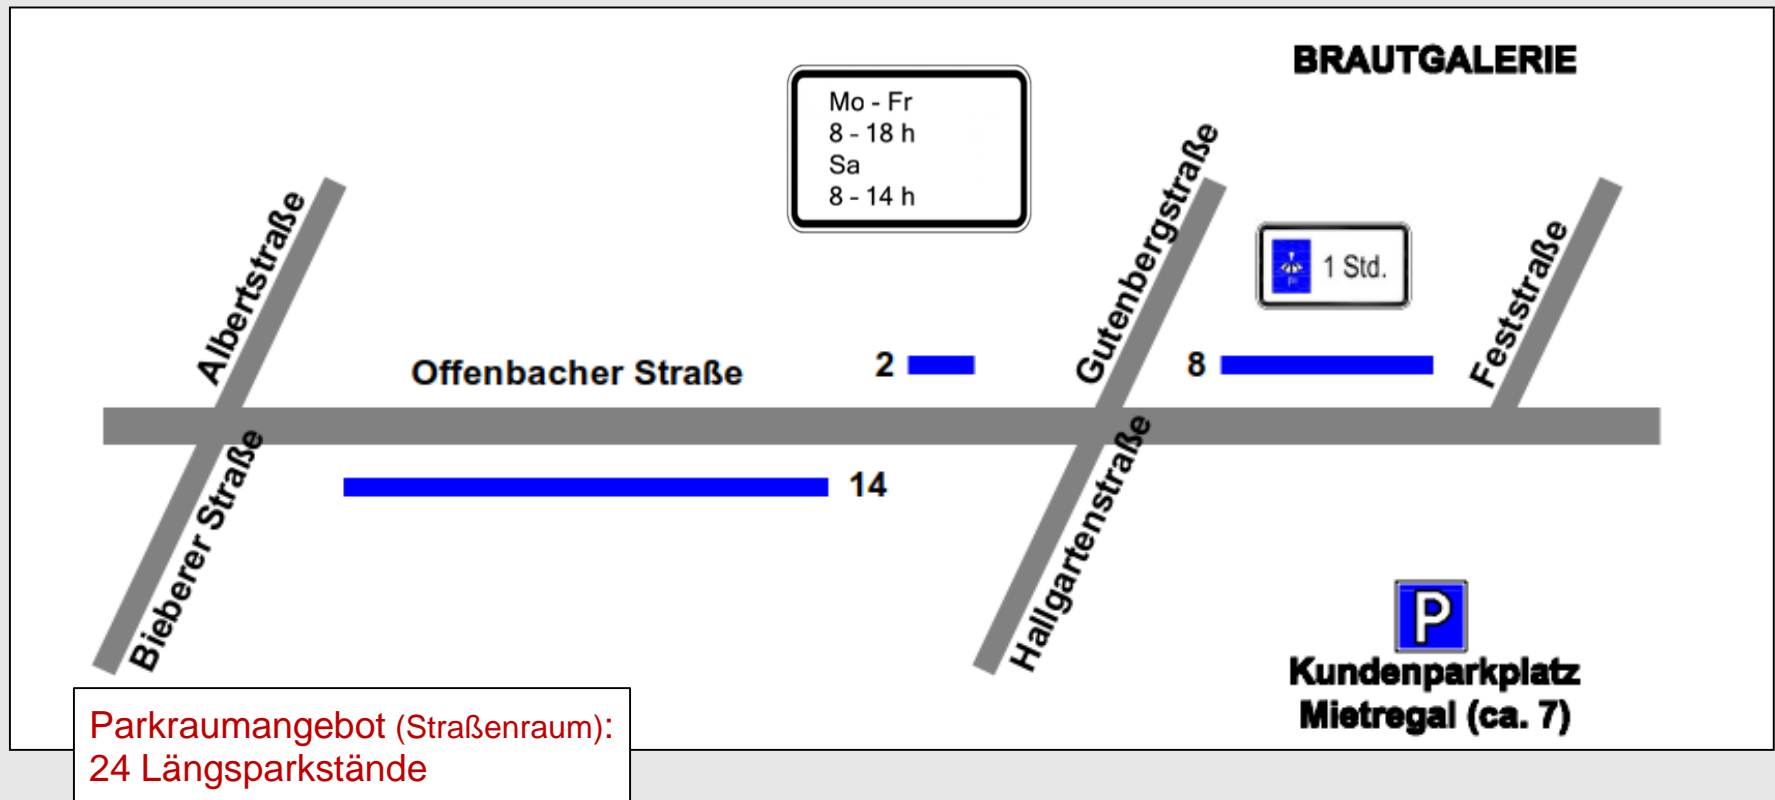 BRAUTGALERIE
Mo - Fr
8 - 18 h
Sa
8 - 14 h
Albertstraße
Gutenbergstraße
1 Std.
Feststraße
Offenbacher Straße
2
8
14
Bieberer Straße
Hallgartenstraße
P
Kundenparkplatz
Mietregal (ca. 7)
Parkraumangebot (Straßenraum):
24 Längsparkstände